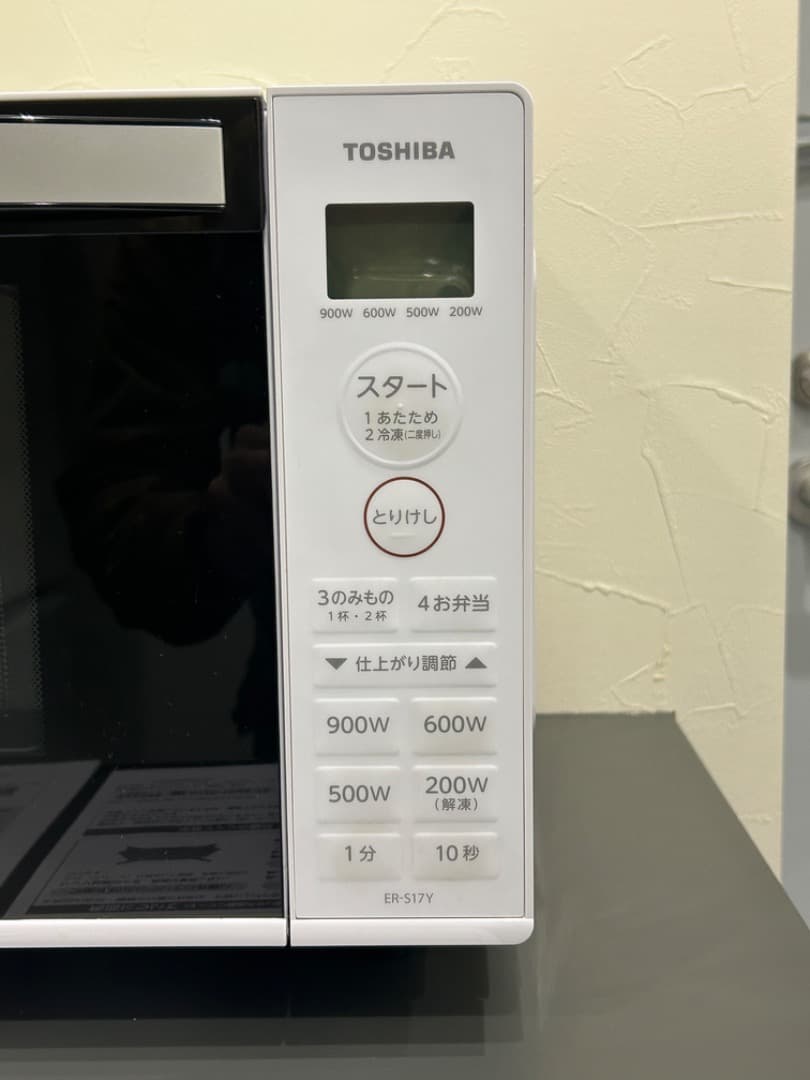 TOSHIBA
900W 600W 500W 200W
スタート
1 あたため
2 冷凍(二度押し)
とりけし
3のみもの
1杯・2杯
4お弁当
▼ 仕上がり調節 ▲
900W
600W
500W
200W
(解凍)
1分
10秒
ER-S17Y